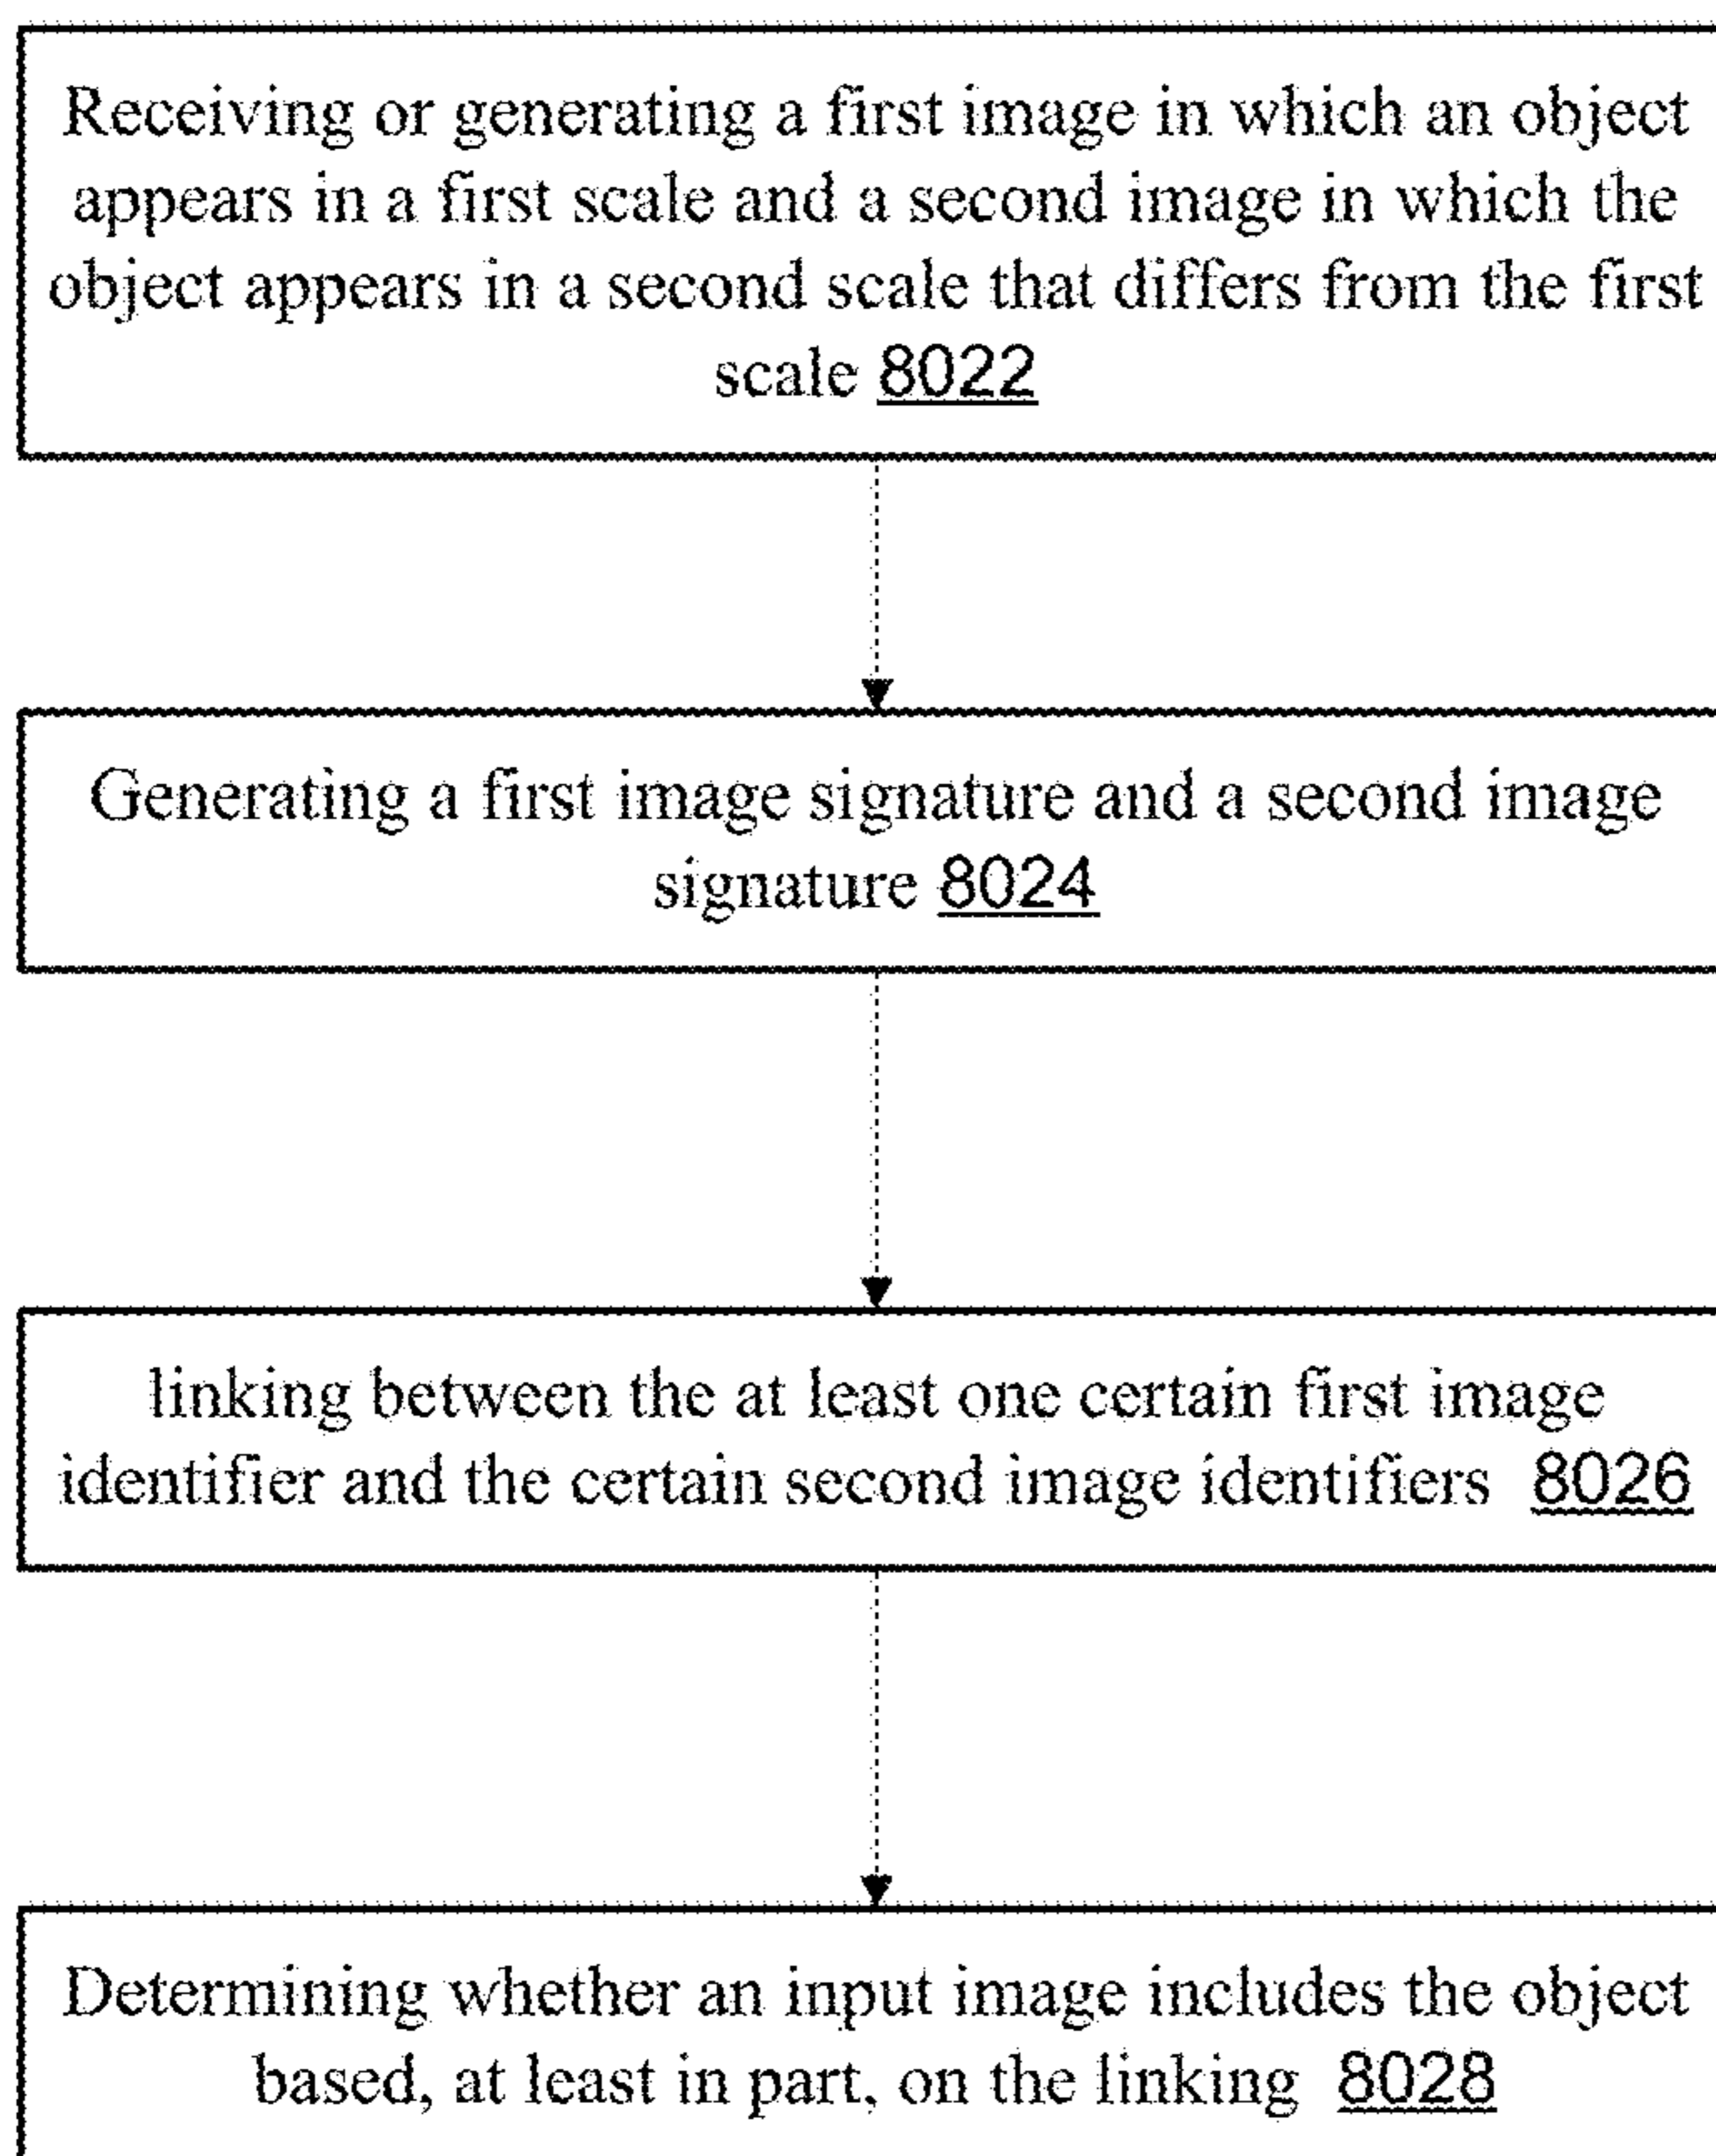 Receiving or generating a first image in which an object
appears in a first scale and a second image in which the
object appears in a second scale that differs from the first
scale 8022
Generating a first image signature and a second image
signature 8024
linking between the at least one certain first image
identifier and the certain second image identifiers 8026
Determining whether an input image includes the object
based, at least in part, on the linking 8028